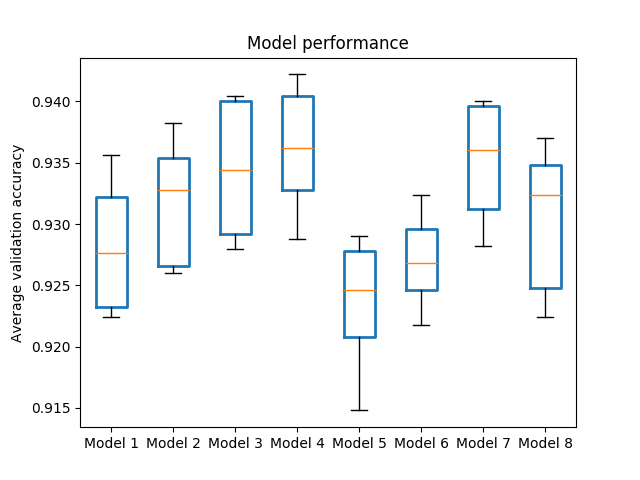 Model performance
Average validation accuracy
0.940
0.935
0.930
0.925
0.920
0.915
Model 1 Model 2 Model 3 Model 4 Model 5 Model 6 Model 7 Model 8